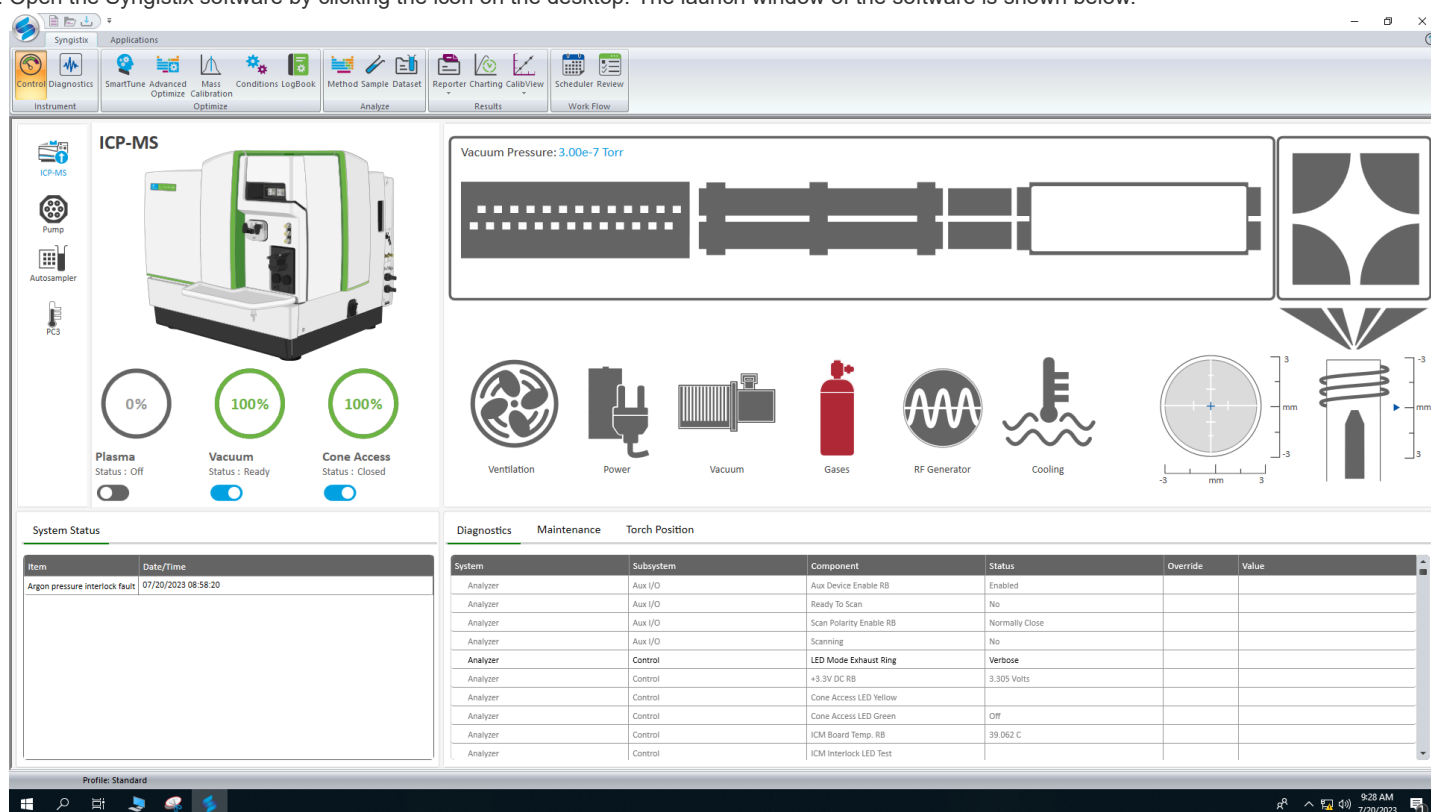 . Open the Syngistix software by clicking the icon on the desktop. The launch window of the software is shown below.
Syngistix Applications
Control Diagnostics SmartTune Advanced Optimize Mass Calibration Conditions LogBook Method Sample Dataset Reporter Charting CalibView Scheduler Review
Instrument Optimize Analyze Results Work Flow
ICP-MS
Pump
Autosampler
PC3
ICP-MS
0% 100% 100%
Plasma Vacuum Cone Access
Status : Off Status : Ready Status : Closed
Vacuum Pressure: 3.00e-7 Torr
Ventilation Power Vacuum Gases RF Generator Cooling
3
mm
-3
-3 mm 3
-3
mm
3
System Status
Item Date/Time
Argon pressure interlock fault 07/20/2023 08:58:20
Diagnostics Maintenance Torch Position
System Subsystem Component Status Override Value
Analyzer Aux I/O Aux Device Enable RB Enabled
Analyzer Aux I/O Ready To Scan No
Analyzer Aux I/O Scan Polarity Enable RB Normally Close
Analyzer Aux I/O Scanning No
Analyzer Control LED Mode Exhaust Ring Verbose
Analyzer Control +3.3V DC RB 3.305 Volts
Analyzer Control Cone Access LED Yellow
Analyzer Control Cone Access LED Green Off
Analyzer Control ICM Board Temp. RB 39.062 C
Analyzer Control ICM Interlock LED Test
Profile: Standard
9:28 AM
7/20/2023